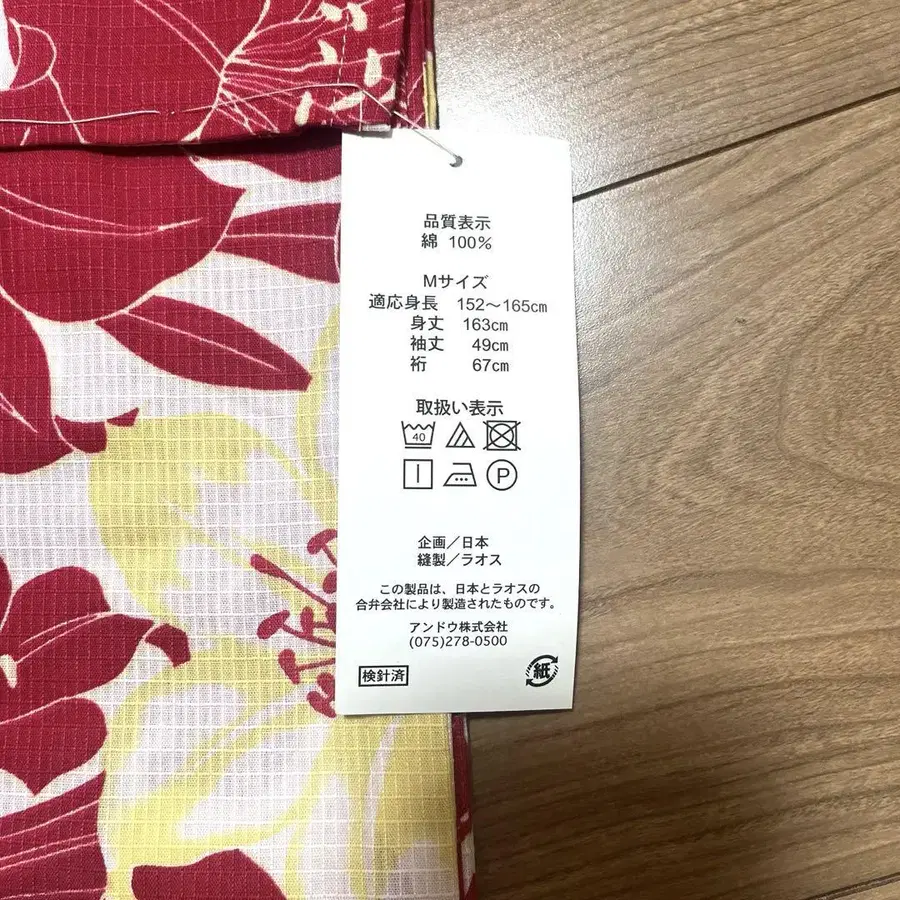 品質表示
綿 100%
Mサイズ
適応身長 152〜165cm
身丈 163cm
袖丈 49cm
裄 67cm
取扱い表示
40
P
企画/日本
縫製/ラオス
この製品は、日本とラオスの
合弁会社により製造されたものです。
アンドウ株式会社
(075)278-0500
検針済
紙